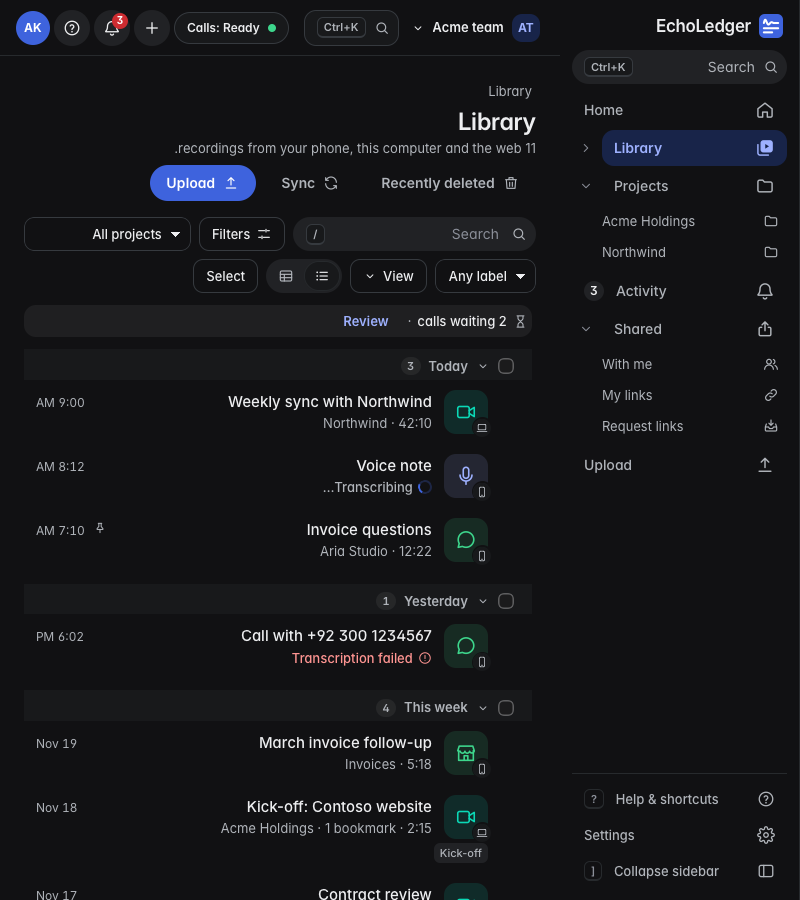 EchoLedger
Ctrl+K Search
Home
Library
Projects
Acme Holdings
Northwind
3 Activity
Shared
With me
My links
Request links
Upload
? Help & shortcuts
Settings
] Collapse sidebar
AK
3
Calls: Ready
Ctrl+K
Acme team AT
Library
Library
.recordings from your phone, this computer and the web 11
Upload Sync Recently deleted
All projects Filters / Search
Select View Any label
Review · calls waiting 2
3 Today
AM 9:00 Weekly sync with Northwind
Northwind · 42:10
AM 8:12 Voice note
...Transcribing
AM 7:10 Invoice questions
Aria Studio · 12:22
1 Yesterday
PM 6:02 Call with +92 300 1234567
Transcription failed
4 This week
Nov 19 March invoice follow-up
Invoices · 5:18
Nov 18 Kick-off: Contoso website
Acme Holdings · 1 bookmark · 2:15
Kick-off
Nov 17 Contract review